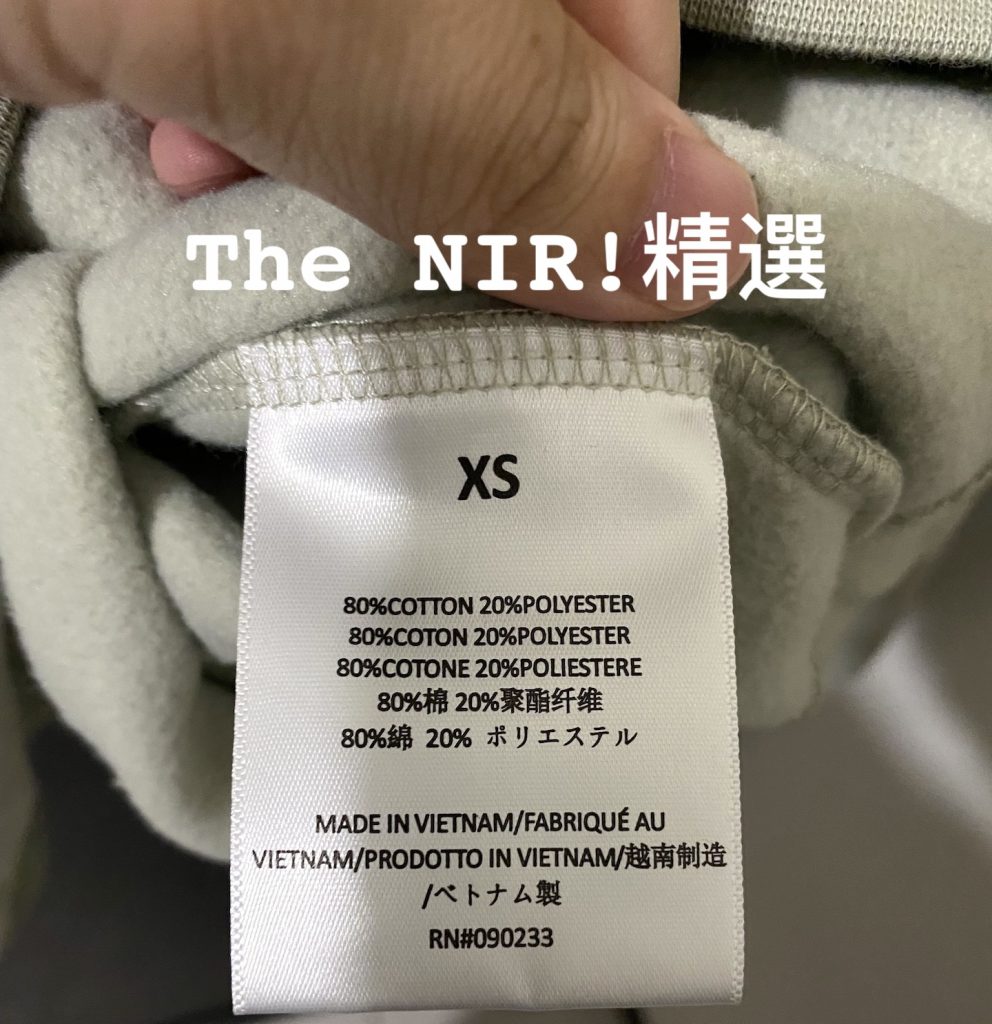 The NIR!精選
XS
80%COTTON 20%POLYESTER
80%COTON 20%POLYESTER
80%COTONE 20%POLIESTERE
80%棉 20%聚酯纤维
80%綿 20% ポリエステル
MADE IN VIETNAM/FABRIQUÉ AU
VIETNAM/PRODOTTO IN VIETNAM/越南制造
/ベトナム製
RN#090233